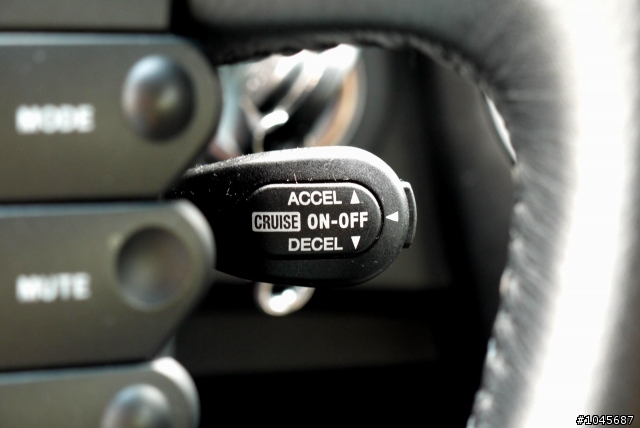 MODE
ACCEL ▲
CRUISE ON-OFF ◀
DECEL ▼
MUTE
#1045687